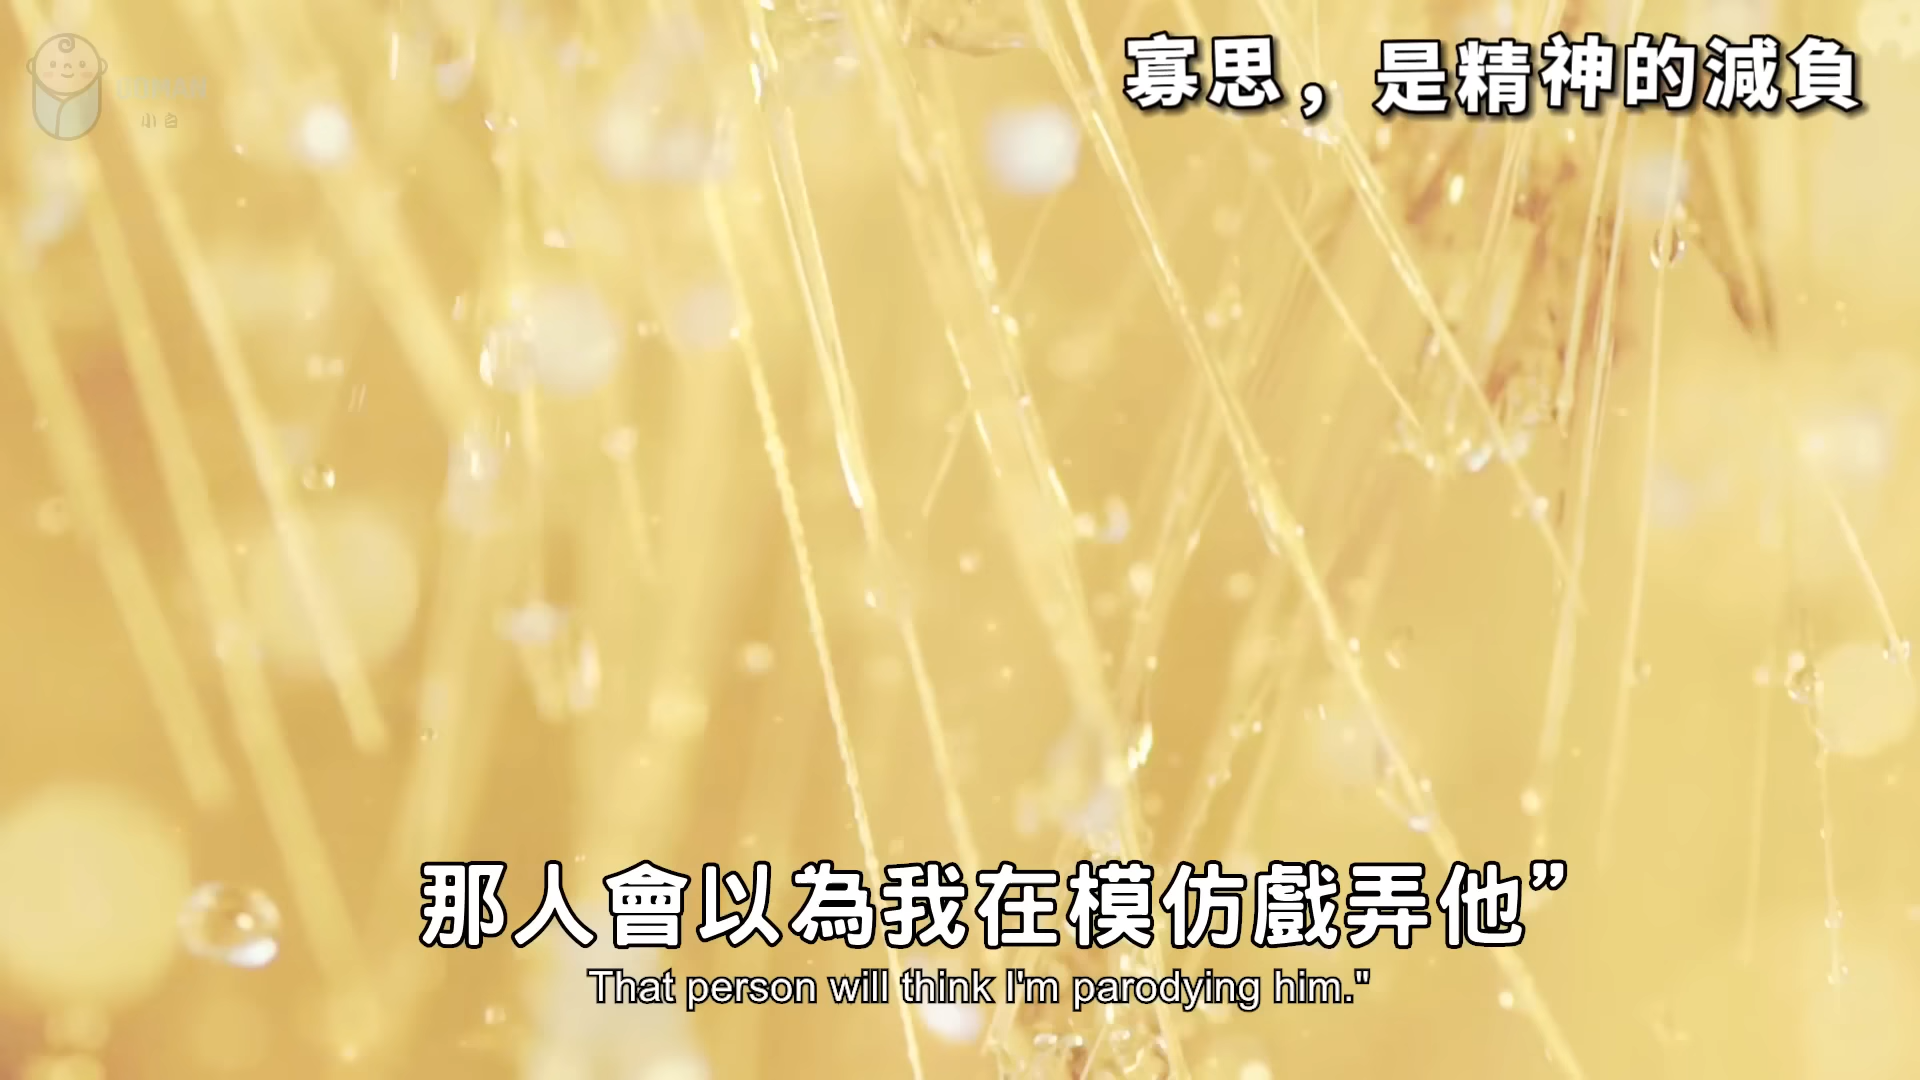 寡思，是精神的減負
小白
那人會以為我在模仿戲弄他”
That person will think I'm parodying him."